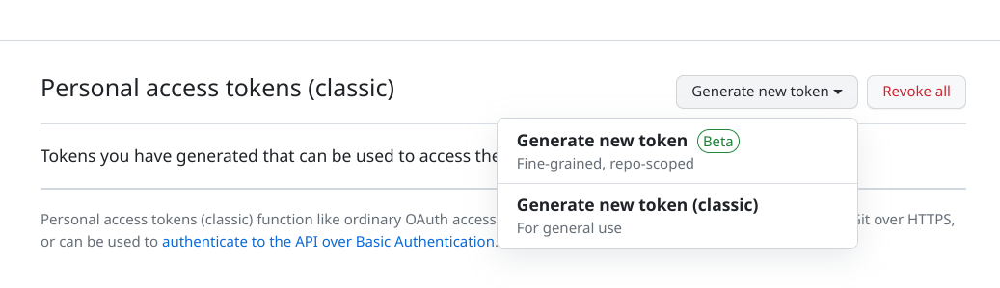 Personal access tokens (classic)
Generate new token
Revoke all
Tokens you have generated that can be used to access the
Generate new token Beta
Fine-grained, repo-scoped
Generate new token (classic)
For general use
Personal access tokens (classic) function like ordinary OAuth access
Git over HTTPS,
or can be used to authenticate to the API over Basic Authentication.